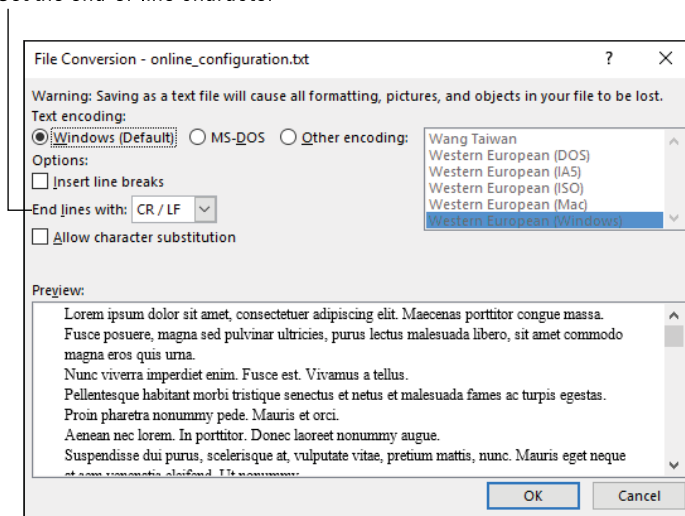 File Conversion - online_configuration.txt ? ×
Warning: Saving as a text file will cause all formatting, pictures, and objects in your file to be lost.
Text encoding:
Windows (Default) MS-DOS Other encoding:
Wang Taiwan
Western European (DOS)
Western European (IA5)
Western European (ISO)
Western European (Mac)
Western European (Windows)
Options:
Insert line breaks
End lines with: CR / LF
Allow character substitution
Preview:
Lorem ipsum dolor sit amet, consectetuer adipiscing elit. Maecenas porttitor congue massa.
Fusce posuere, magna sed pulvinar ultricies, purus lectus malesuada libero, sit amet commodo
magna eros quis urna.
Nunc viverra imperdiet enim. Fusce est. Vivamus a tellus.
Pellentesque habitant morbi tristique senectus et netus et malesuada fames ac turpis egestas.
Proin pharetra nonummy pede. Mauris et orci.
Aenean nec lorem. In porttitor. Donec laoreet nonummy augue.
Suspendisse dui purus, scelerisque at, vulputate vitae, pretium mattis, nunc. Mauris eget neque
OK Cancel